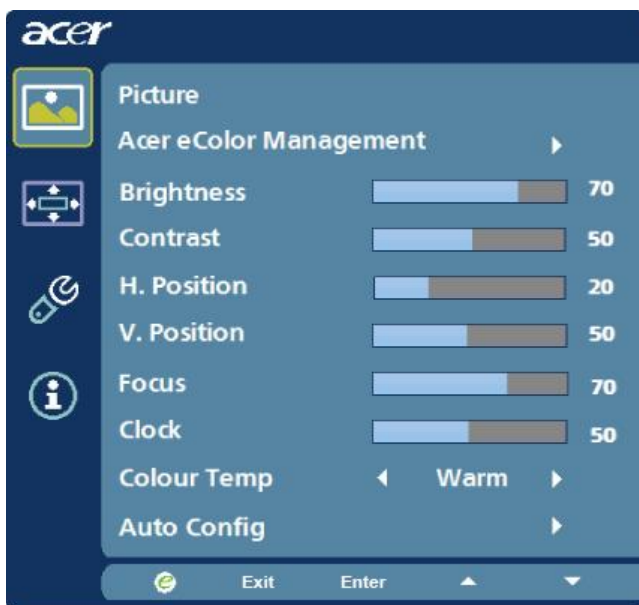 acer
Picture
Acer eColor Management
Brightness 70
Contrast 50
H. Position 20
V. Position 50
Focus 70
Clock 50
Colour Temp Warm
Auto Config
e Exit Enter